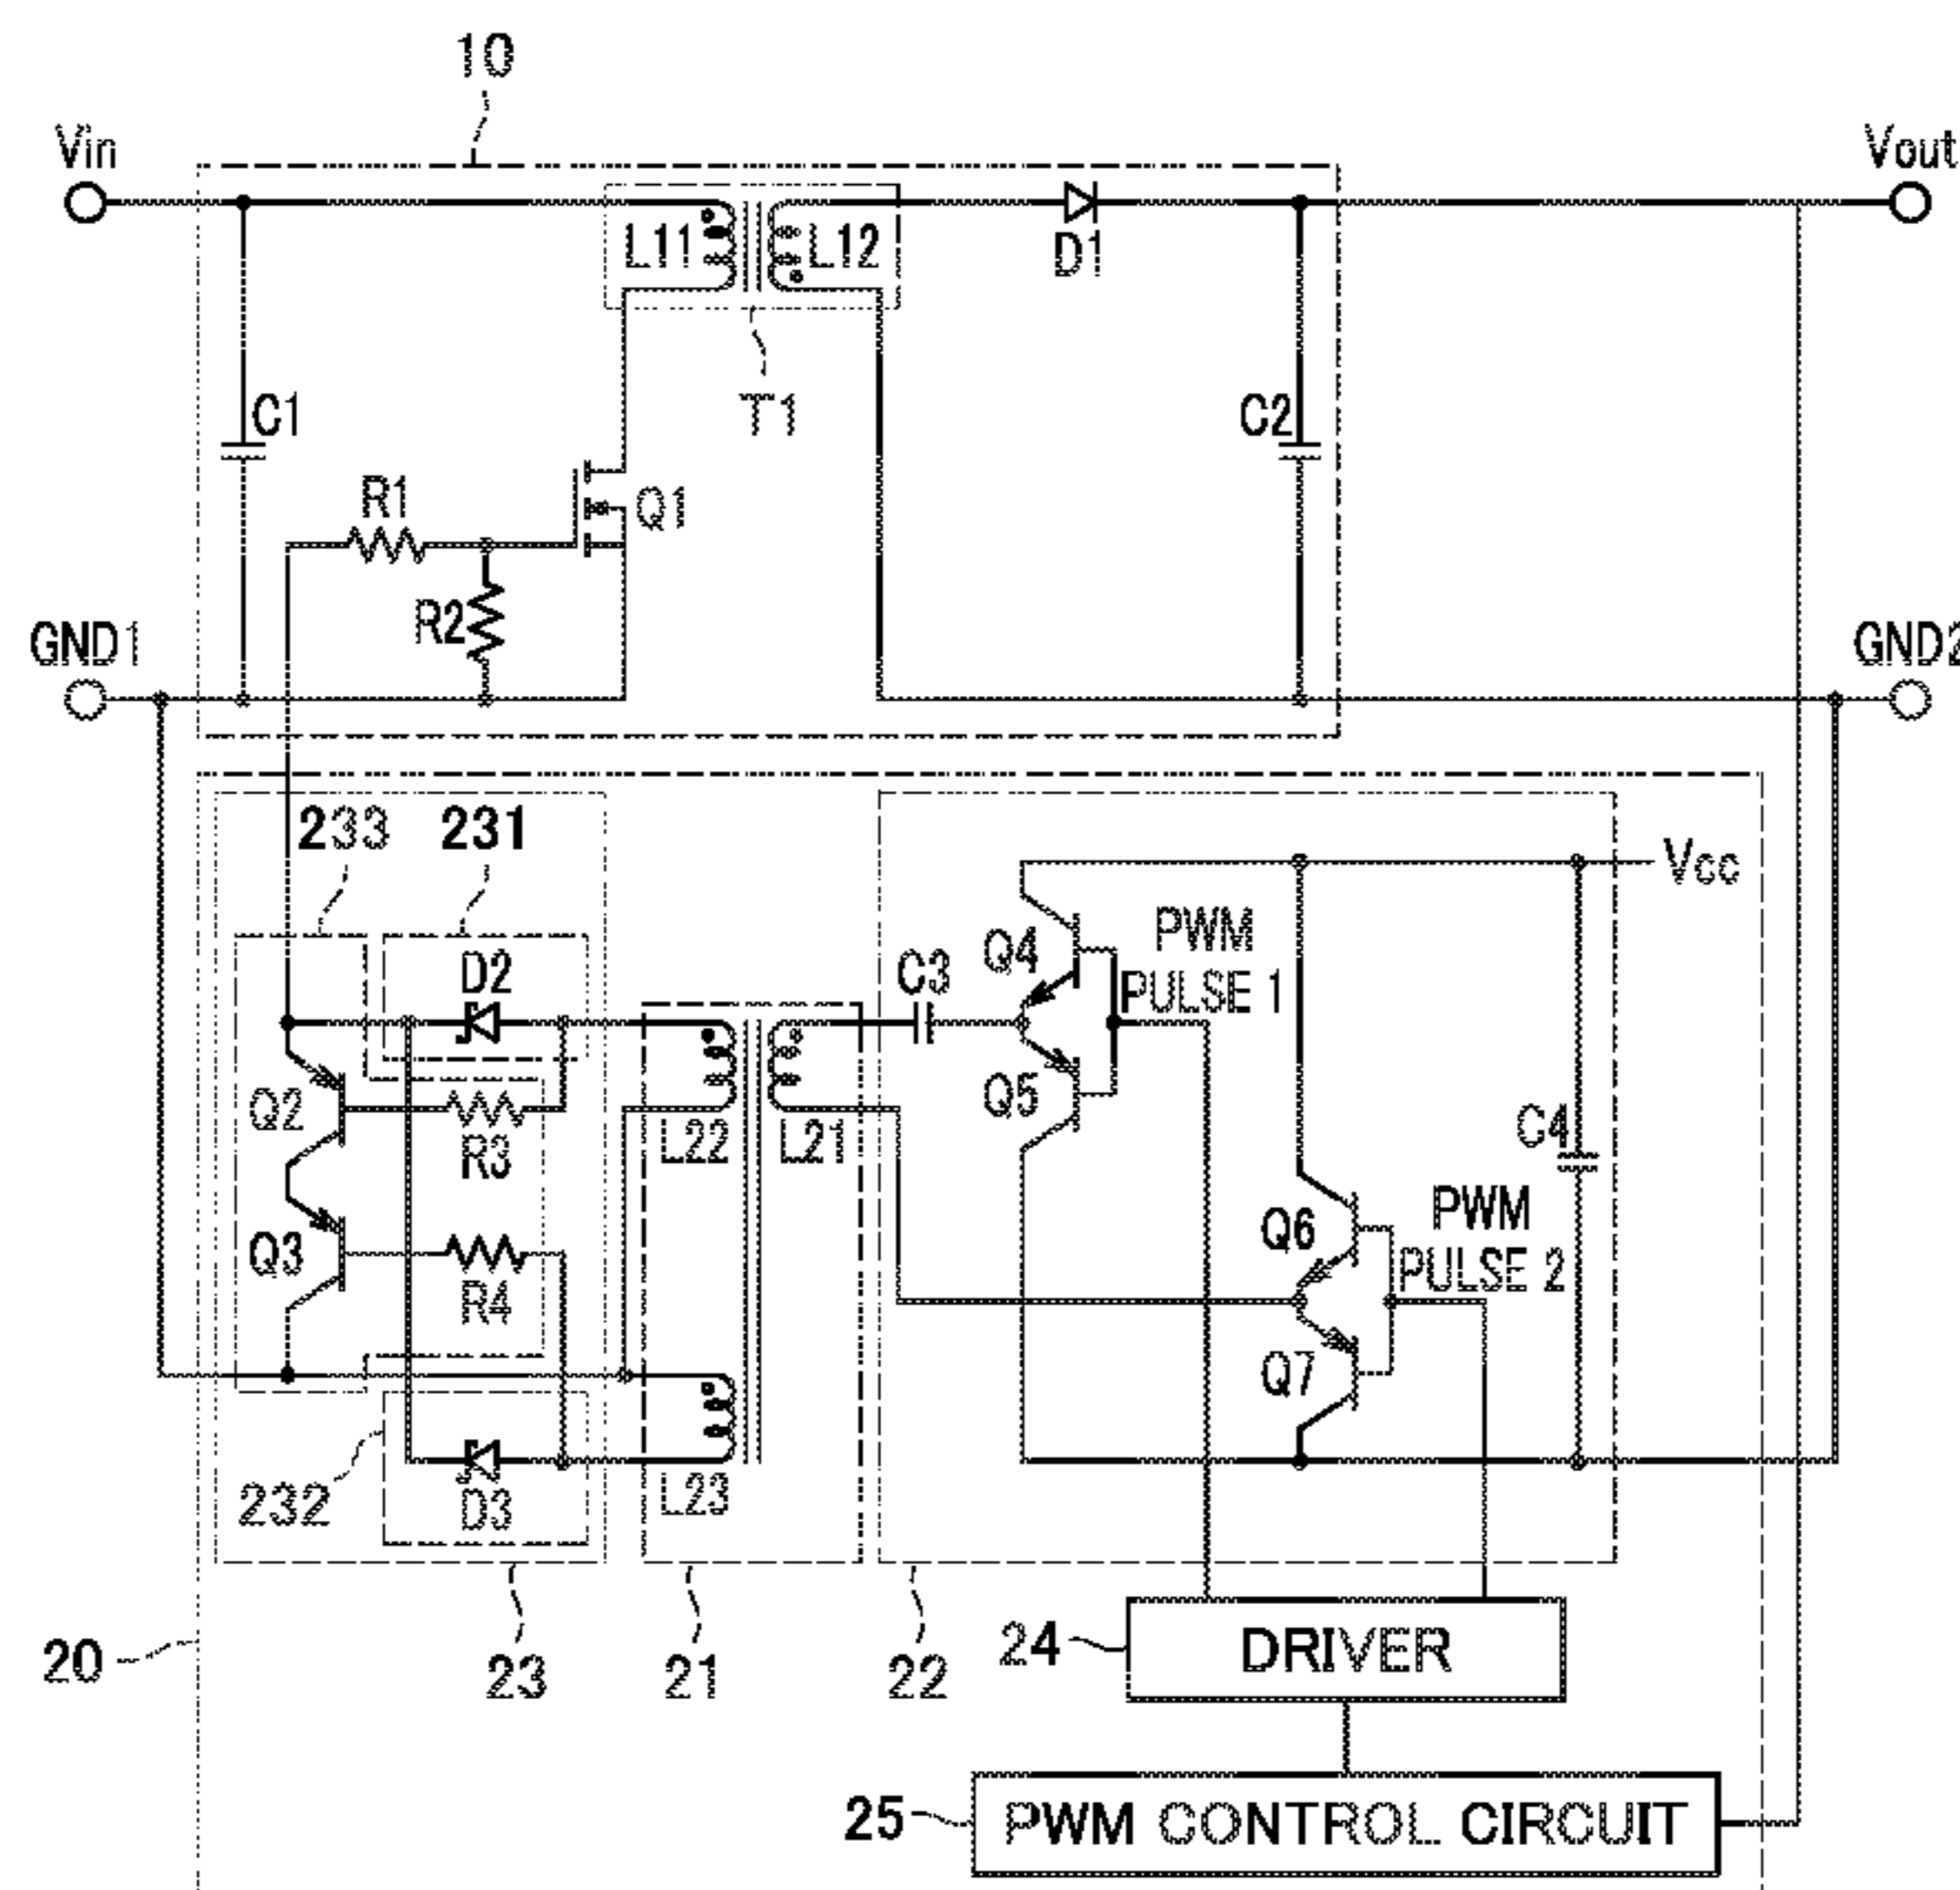 10
Vin
Vout
L11
L12
D1
T1
C1
C2
R1
Q1
R2
GND1
GND2
233
231
Vcc
D2
C3
Q4
PWM
PULSE 1
Q2
R3
L22
L21
Q5
C4
Q3
R4
Q6
PWM
PULSE 2
Q7
232
D3
L23
20
23
21
22
24
DRIVER
25
PWM CONTROL CIRCUIT